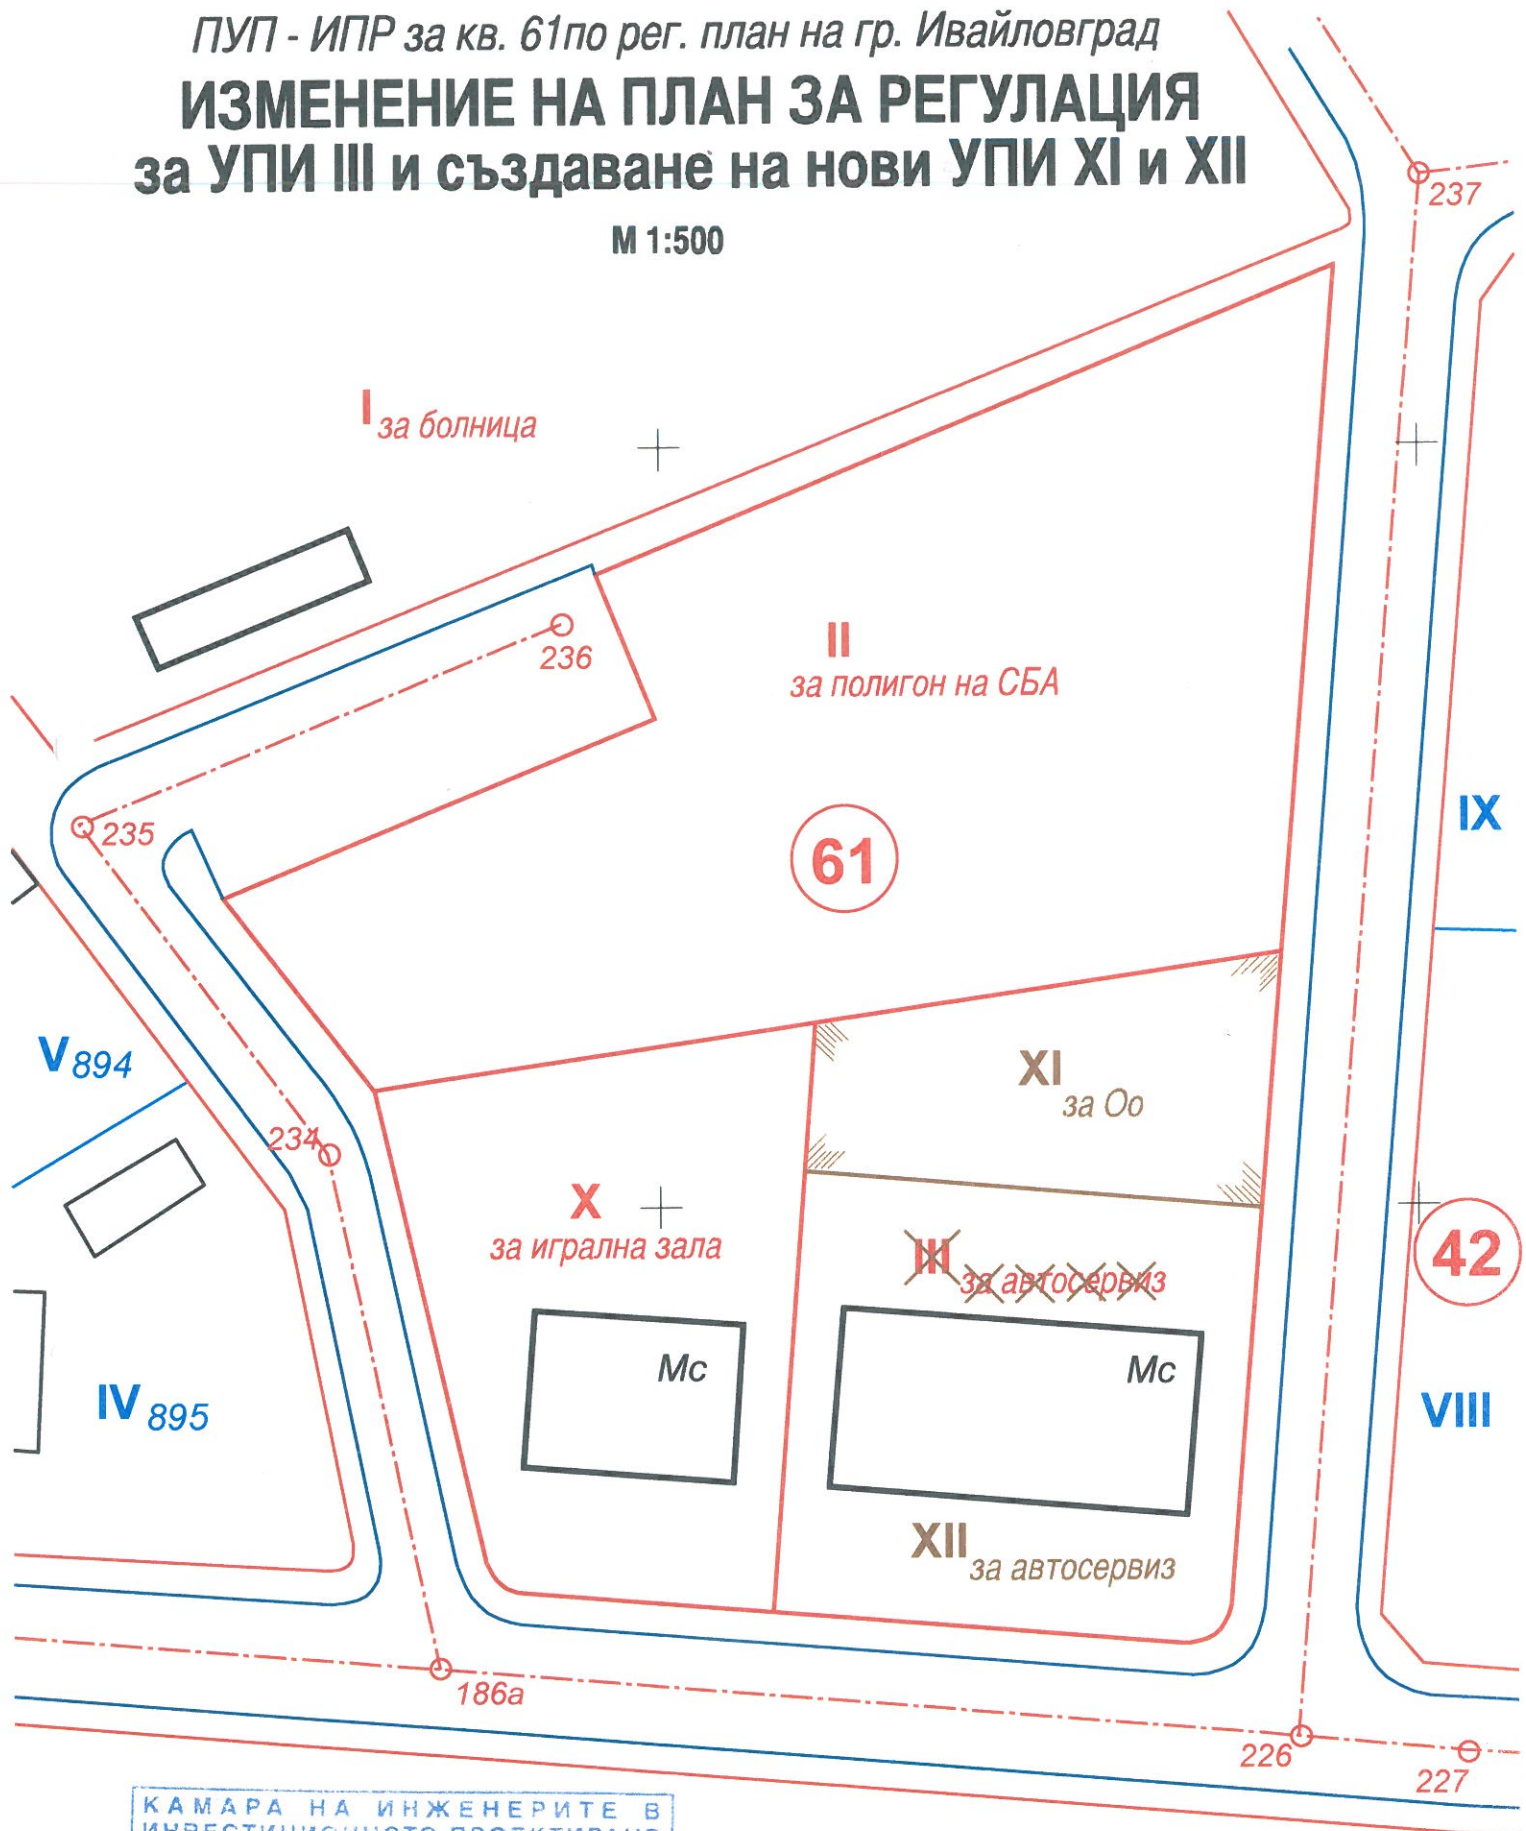 ПУП - ИПР за кв. 61по рег. план на гр. Ивайловград
ИЗМЕНЕНИЕ НА ПЛАН ЗА РЕГУЛАЦИЯ
за УПИ III и създаване на нови УПИ XI и XII
М 1:500
237
I за болница
236
II
за полигон на СБА
235
61
IX
V 894
XI
за Оо
234
X
за игрална зала
III за автосервиз
42
Мс
Мс
IV 895
VIII
XII
за автосервиз
186а
226
227
КАМАРА НА ИНЖЕНЕРИТЕ В
ИНВЕСТИЦИОННОТО ПРОЕКТИРАНЕ